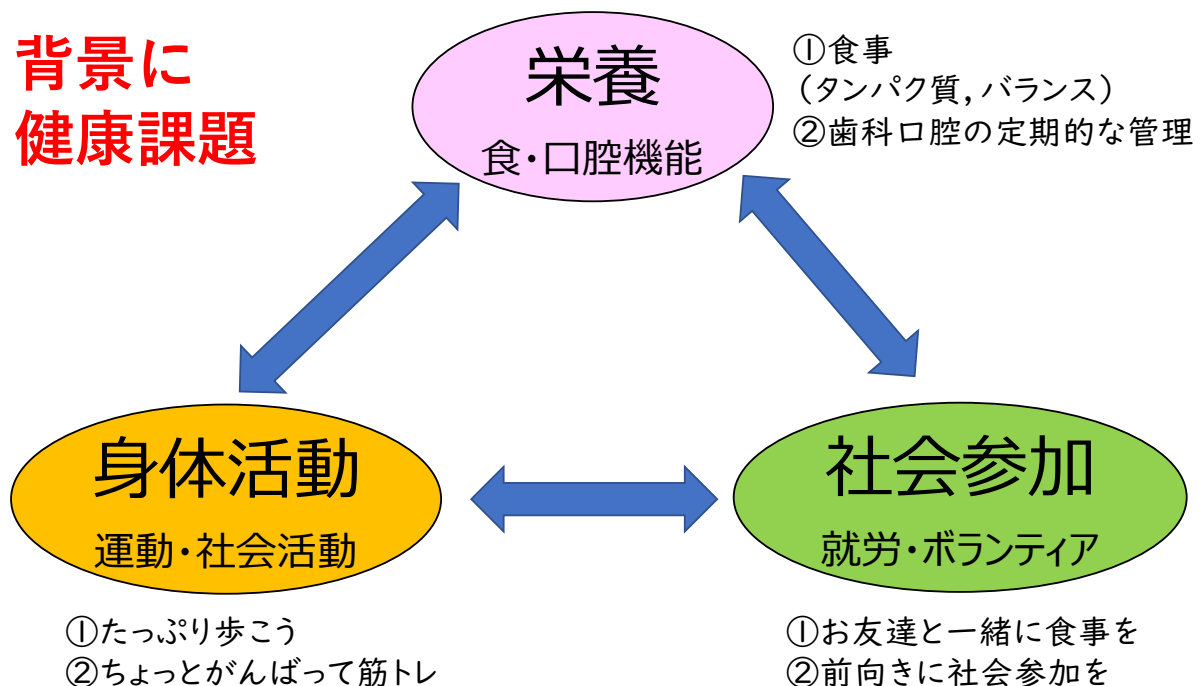 背景に
健康課題
栄養
食・口腔機能
①食事
(タンパク質,バランス)
②歯科口腔の定期的な管理
身体活動
運動・社会活動
①たっぷり歩こう
②ちょっとがんばって筋トレ
社会参加
就労・ボランティア
①お友達と一緒に食事を
②前向きに社会参加を